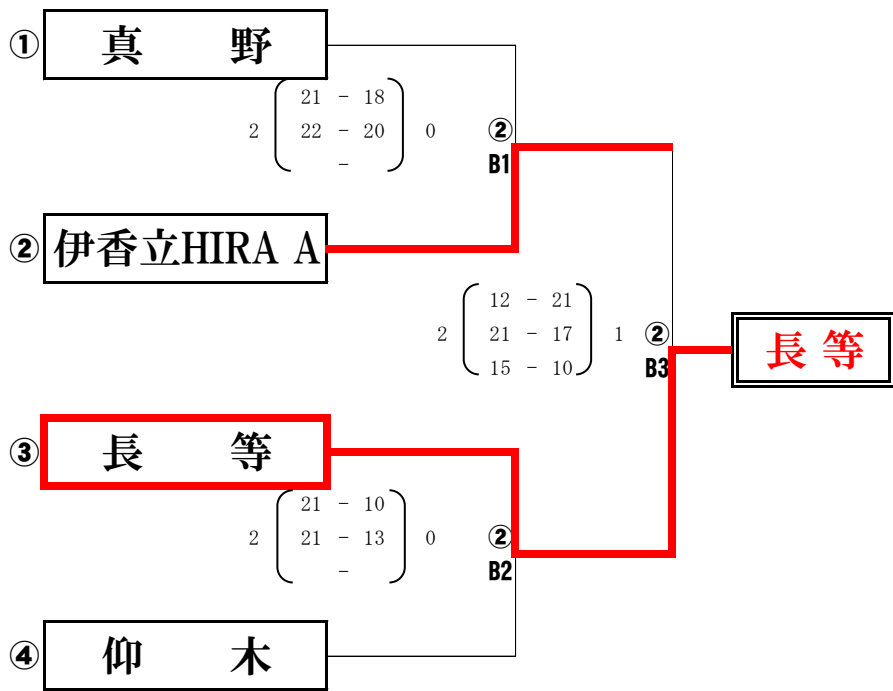 ① 真 野
21 - 18
2 22 - 20 0 ②
-
B1
② 伊香立HIRA A
12 - 21
2 21 - 17 1 ②
15 - 10 B3
長 等
③ 長 等
21 - 10
2 21 - 13 0 ②
-
B2
④ 仰 木